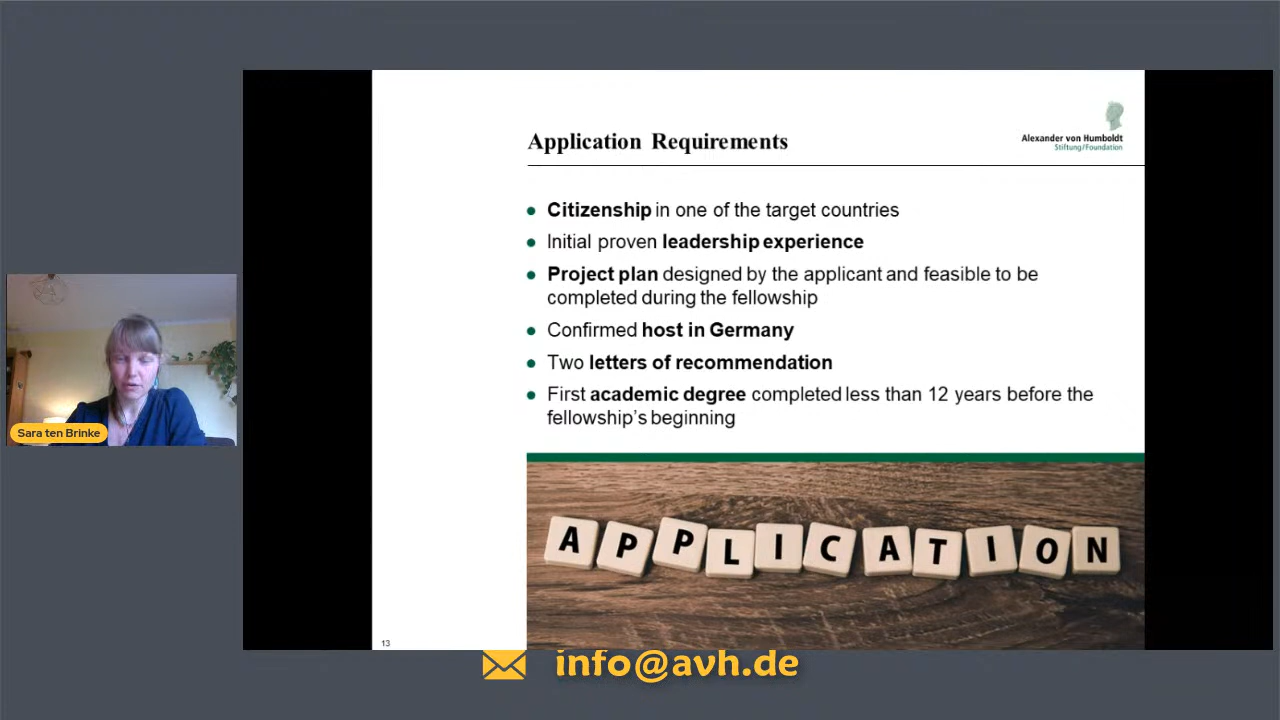 Application Requirements
Alexander von Humboldt
Stiftung/Foundation
Citizenship in one of the target countries
Initial proven leadership experience
Project plan designed by the applicant and feasible to be
completed during the fellowship
Confirmed host in Germany
Two letters of recommendation
First academic degree completed less than 12 years before the
fellowship's beginning
Sara ten Brinke
APPLICATION
13
info@avh.de